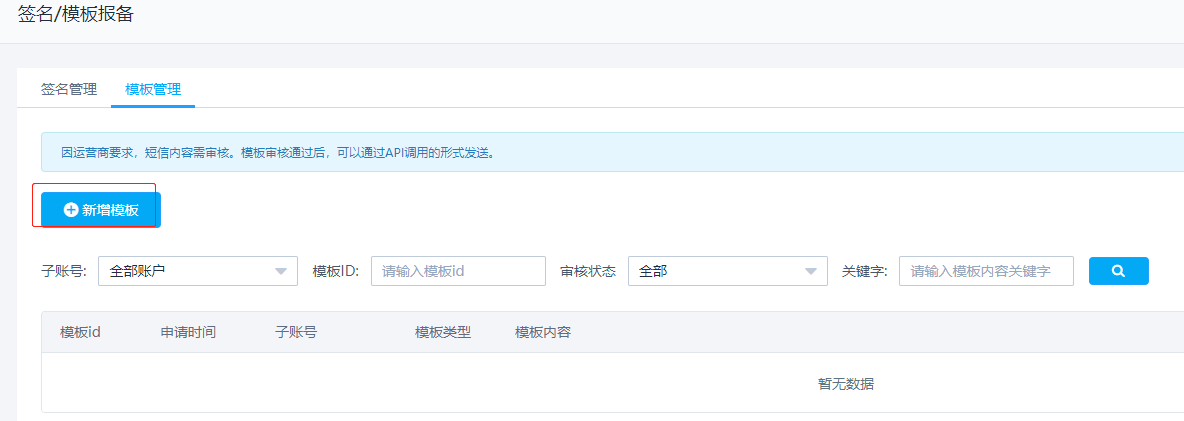 签名/模板报备
签名管理 模板管理
因运营商要求，短信内容需审核。模板审核通过后，可以通过API调用的形式发送。
新增模板
子账号: 全部账户 模板ID: 请输入模板id 审核状态 全部 关键字: 请输入模板内容关键字
模板id 申请时间 子账号 模板类型 模板内容
暂无数据